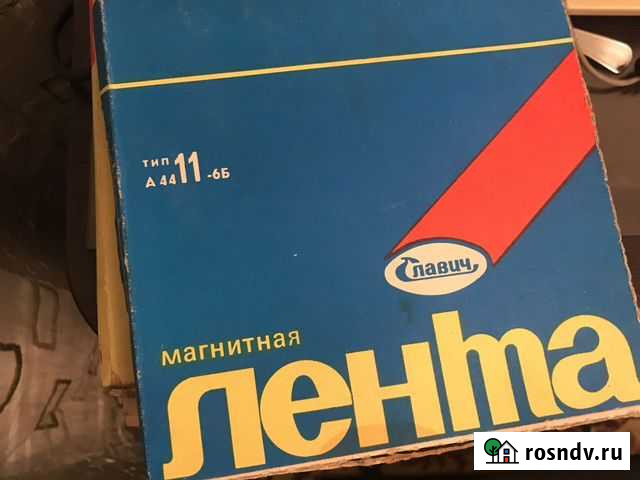 тип
А 4411-6Б
Славич
магнитная
лента
rosndv.ru